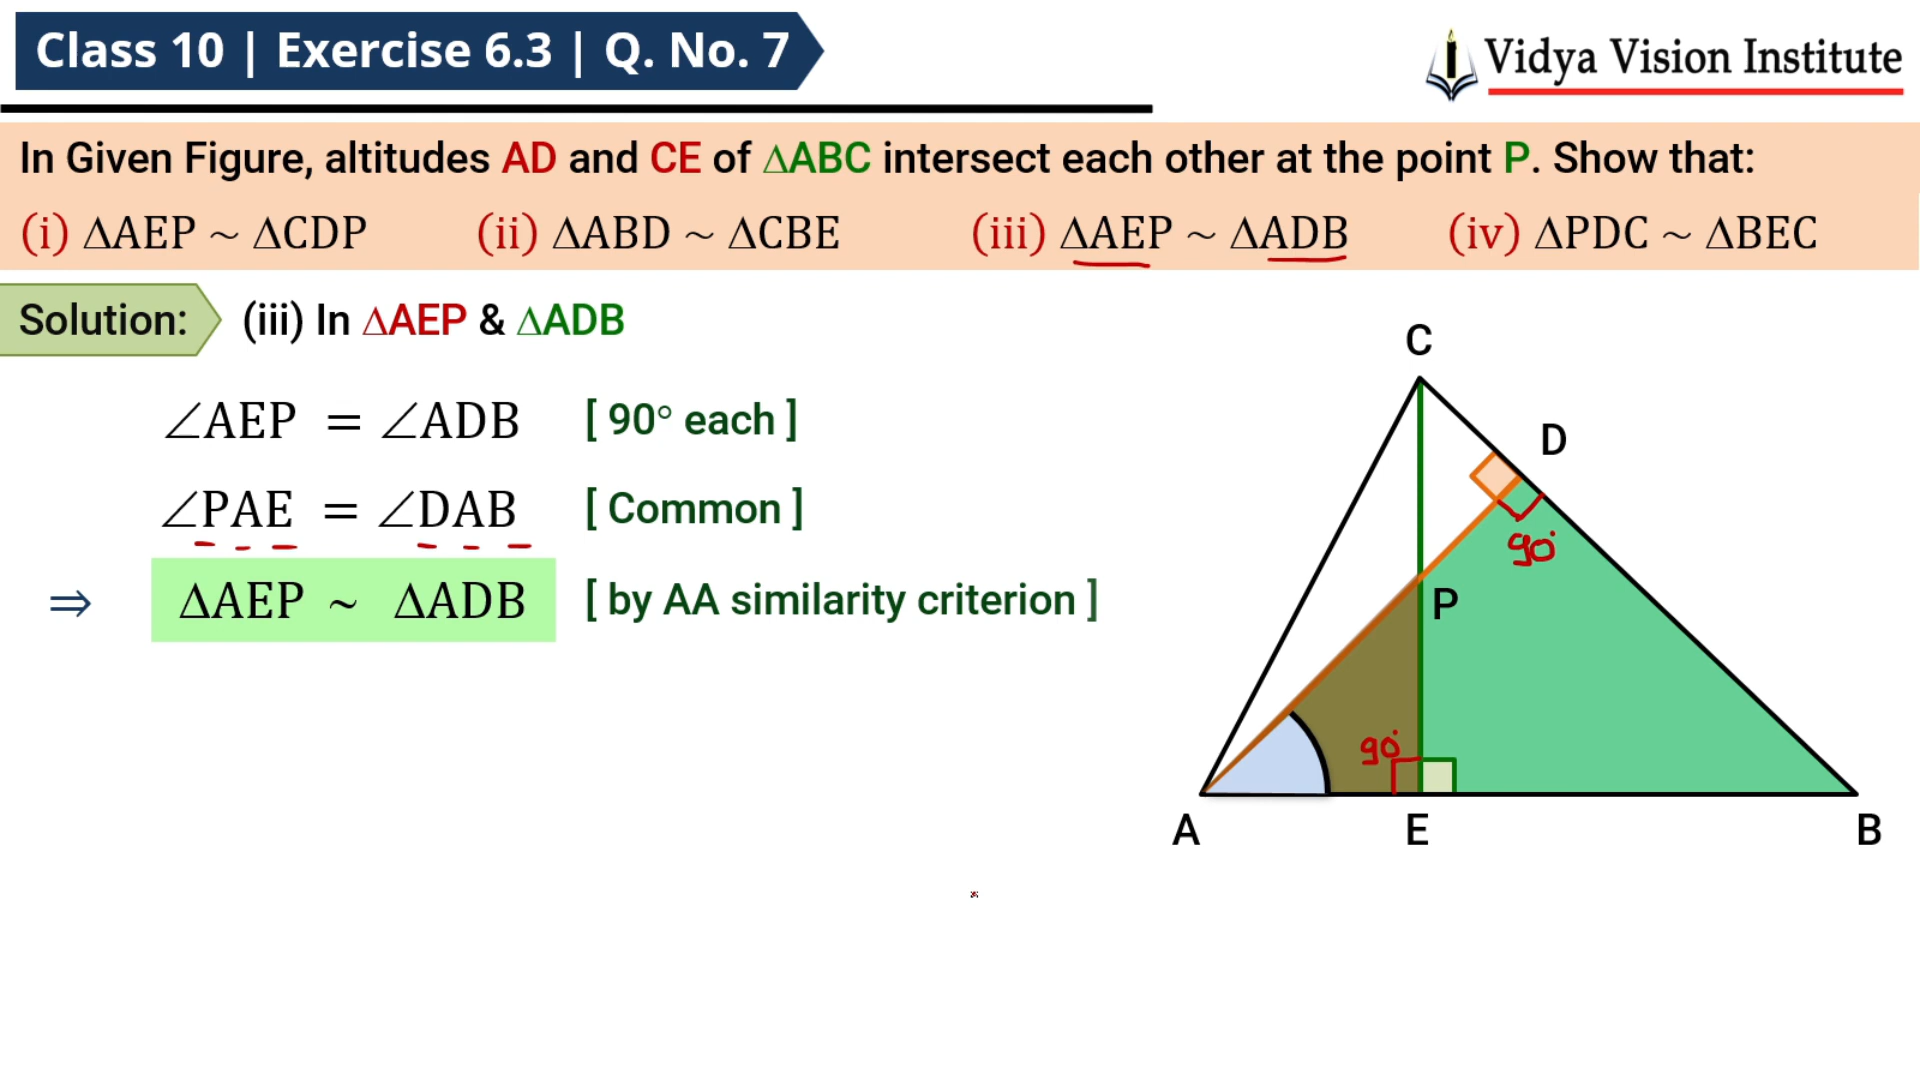 Class 10 | Exercise 6.3 | Q. No. 7
Vidya Vision Institute
In Given Figure, altitudes AD and CE of ΔABC intersect each other at the point P. Show that:
(i) ΔAEP ~ ΔCDP (ii) ΔABD ~ ΔCBE (iii) ΔAEP ~ ΔADB (iv) ΔPDC ~ ΔBEC
Solution: (iii) In ΔAEP & ΔADB
∠AEP = ∠ADB [ 90° each ]
∠PAE = ∠DAB [ Common ]
⇒ ΔAEP ~ ΔADB [ by AA similarity criterion ]
C
D
90°
P
90°
A E B